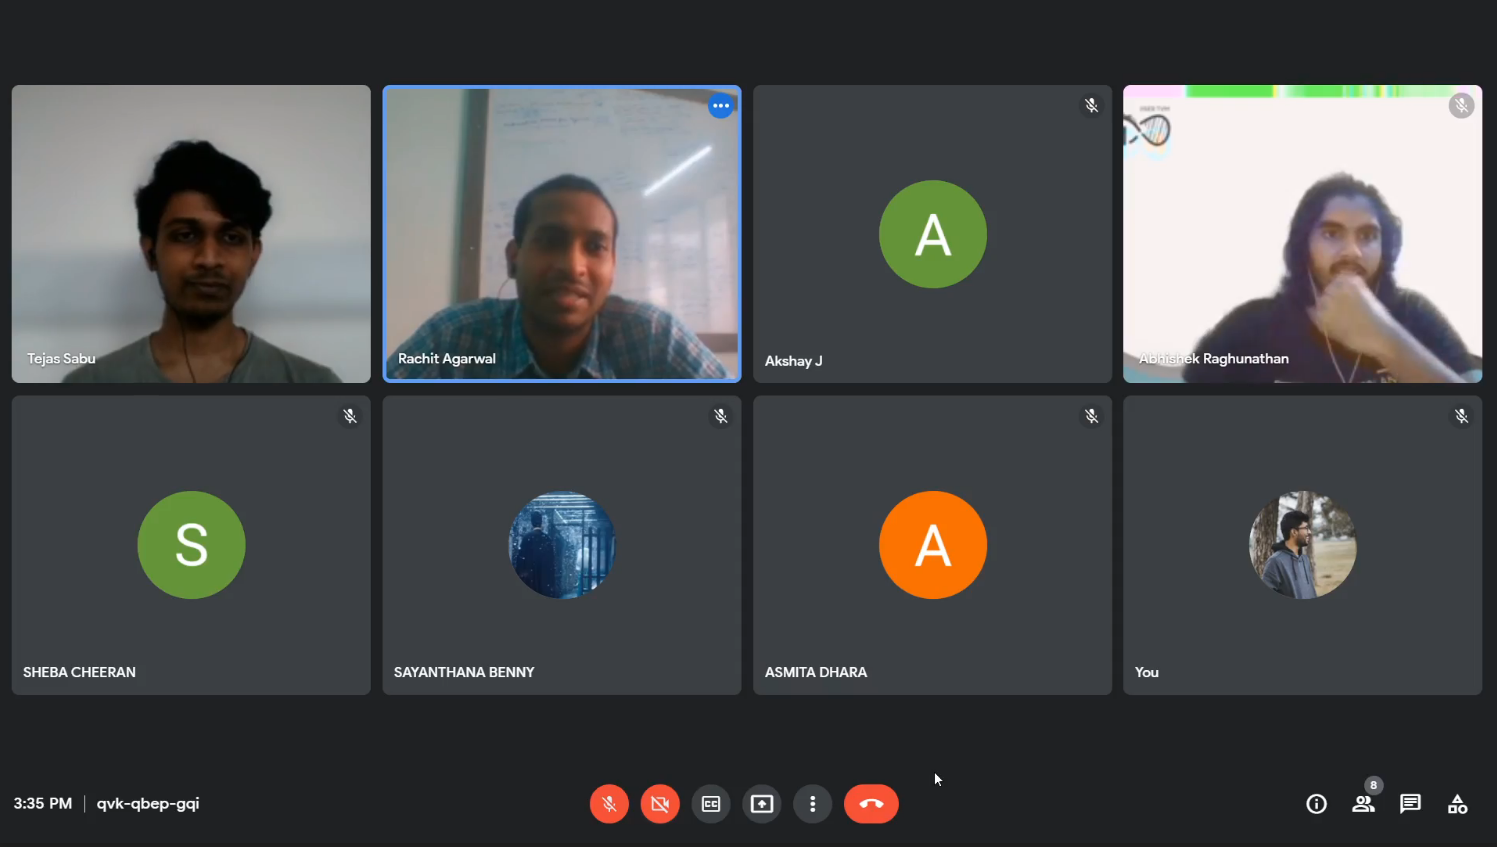 Tejas Sabu
Rachit Agarwal
A
Akshay J
Abhishek Raghunathan
S
SHEBA CHEERAN
SAYANTHANA BENNY
A
ASMITA DHARA
You
3:35 PM | qvk-qbep-gqi
CC
8